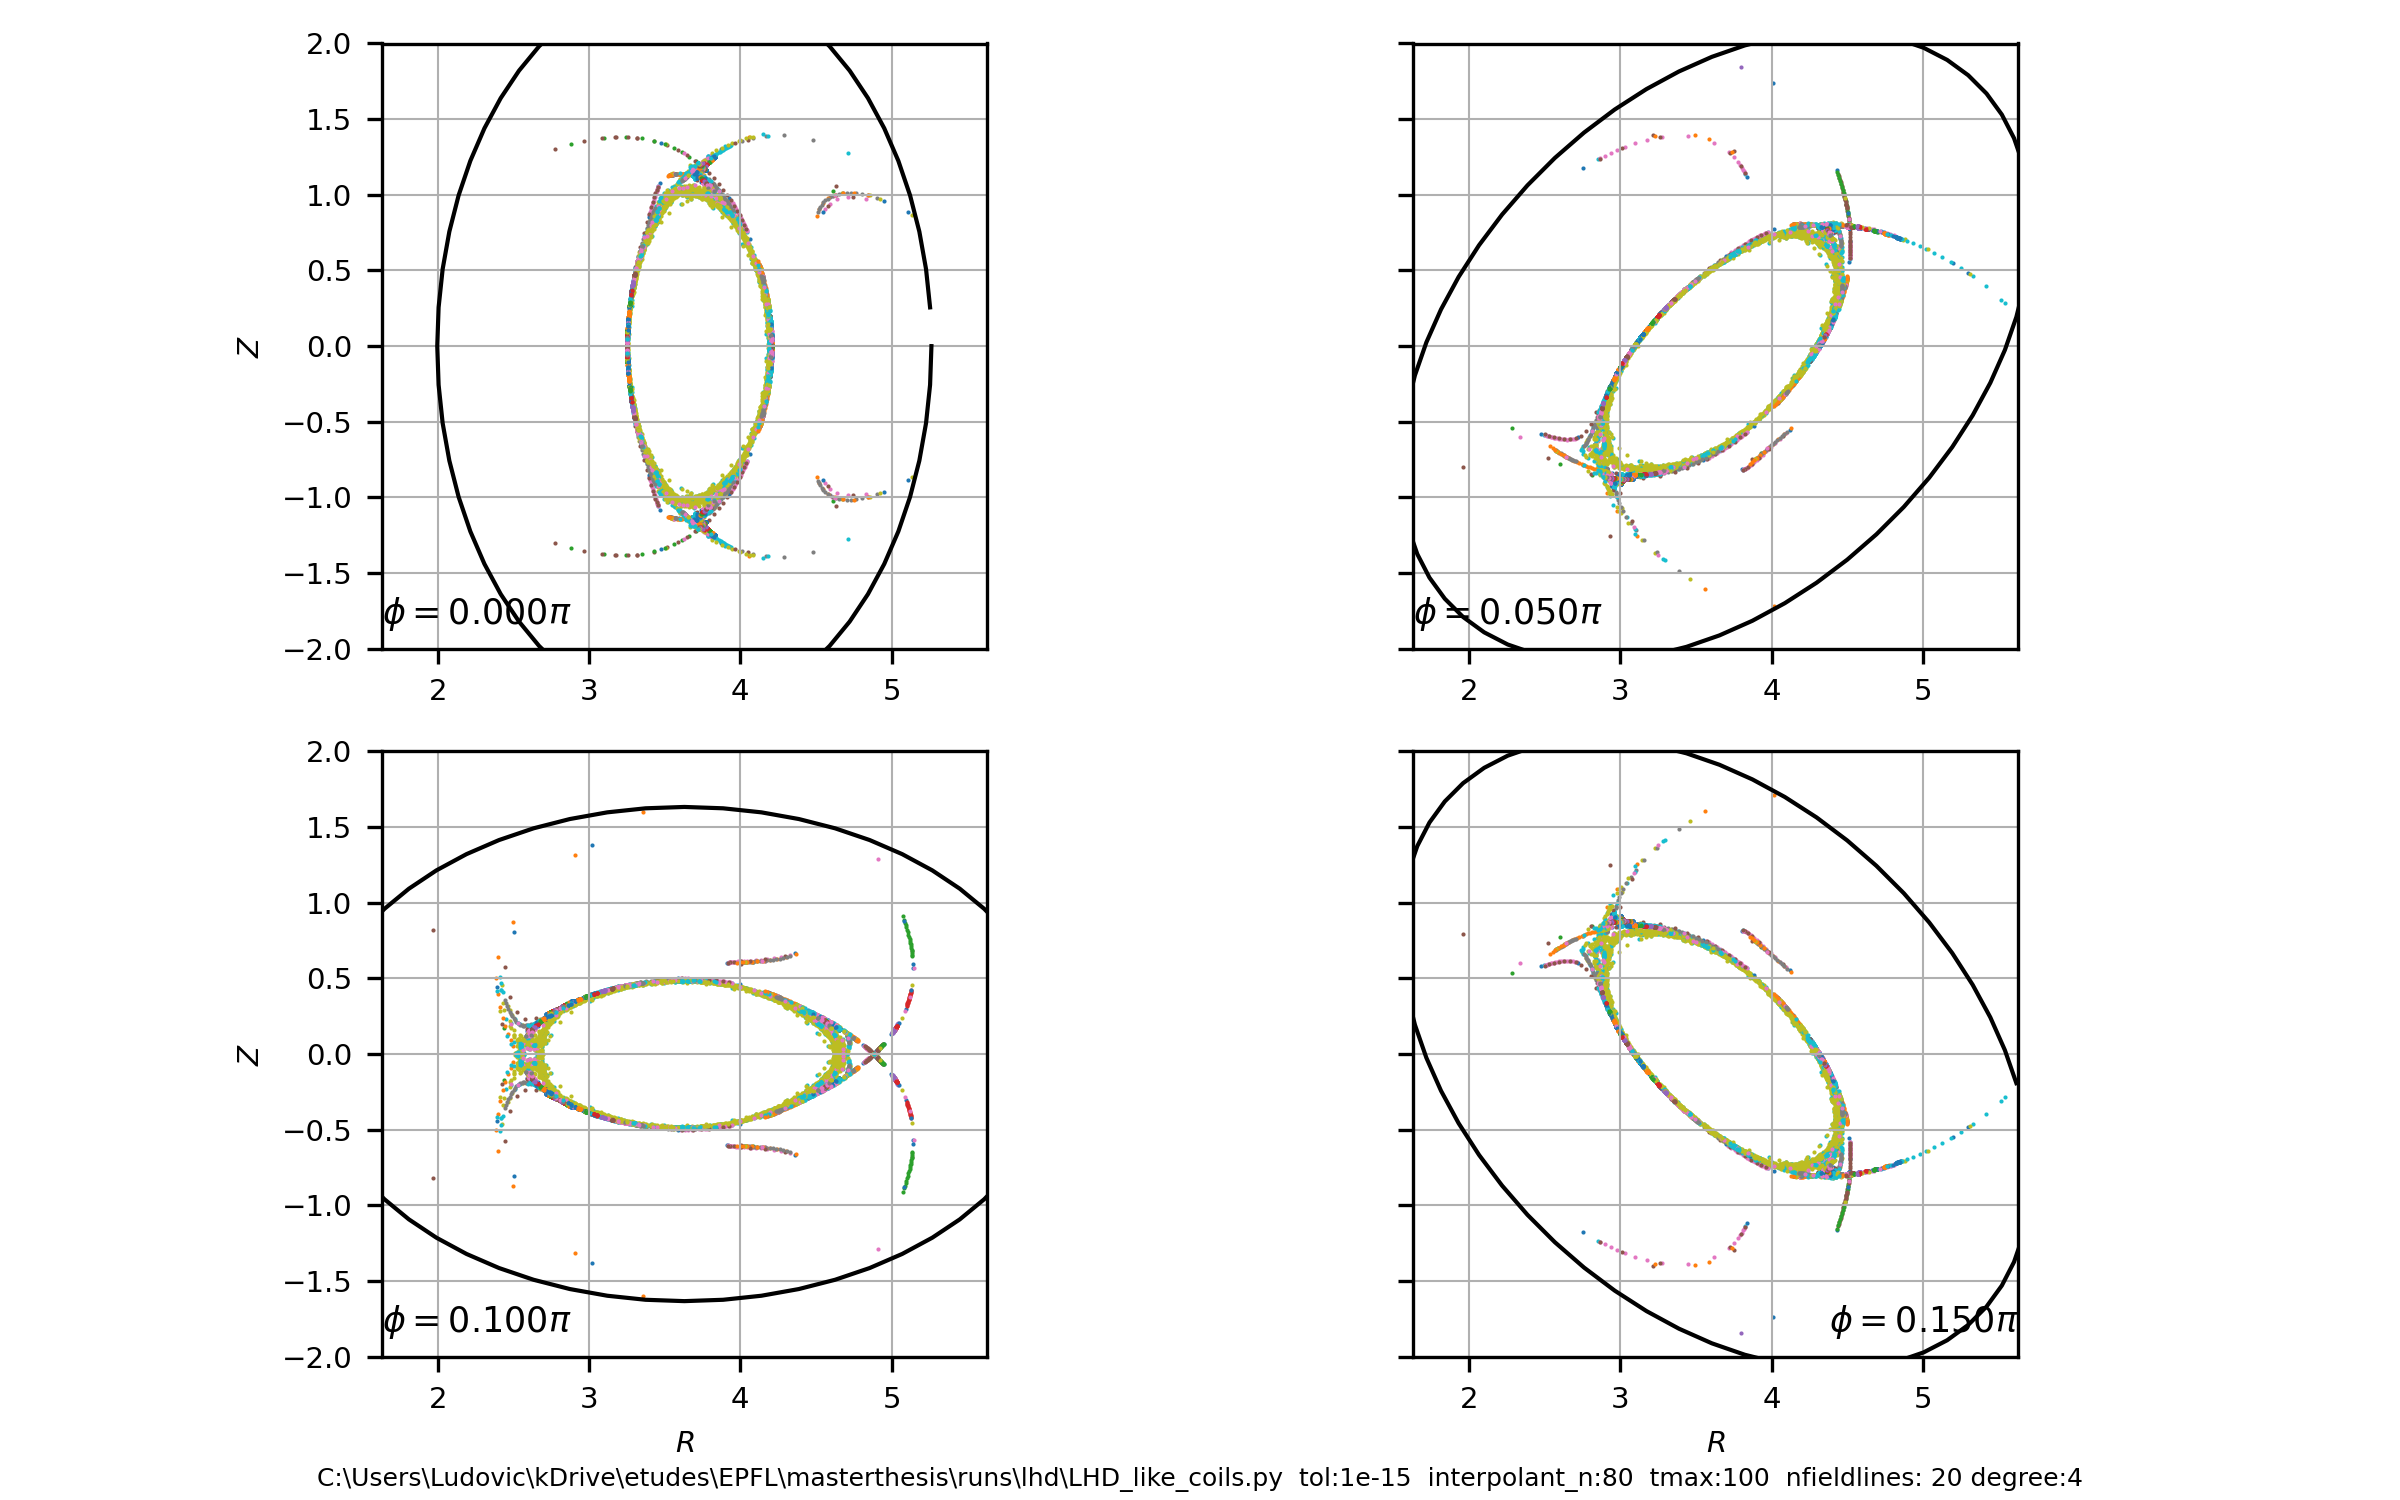 2.0
1.5
1.0
0.5
0.0
−0.5
−1.0
−1.5
−2.0
Z
ϕ = 0.000π
2 3 4 5
ϕ = 0.050π
2 3 4 5
2.0
1.5
1.0
0.5
0.0
−0.5
−1.0
−1.5
−2.0
Z
ϕ = 0.100π
2 3 4 5
R
ϕ = 0.150π
2 3 4 5
R
C:\Users\Ludovic\kDrive\etudes\EPFL\masterthesis\runs\lhd\LHD_like_coils.py tol:1e-15 interpolant_n:80 tmax:100 nfieldlines: 20 degree:4